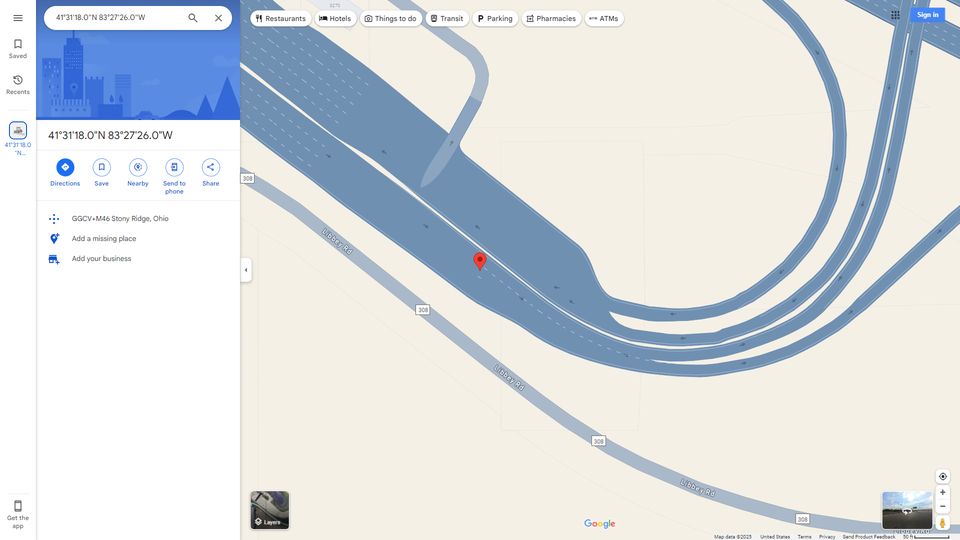 41°31'18.0"N 83°27'26.0"W
Restaurants
Hotels
Things to do
Transit
Parking
Pharmacies
ATMs
Sign in
Saved
Recents
41°31'18.0
"N...
41°31'18.0"N 83°27'26.0"W
Directions
Save
Nearby
Send to
phone
Share
GGCV+M46 Stony Ridge, Ohio
Add a missing place
Add your business
308
Libbey Rd
308
Libbey Rd
308
Libbey Rd
308
Get the
app
Layers
Google
Map data ©2025
United States
Terms
Privacy
Send Product Feedback
50 ft